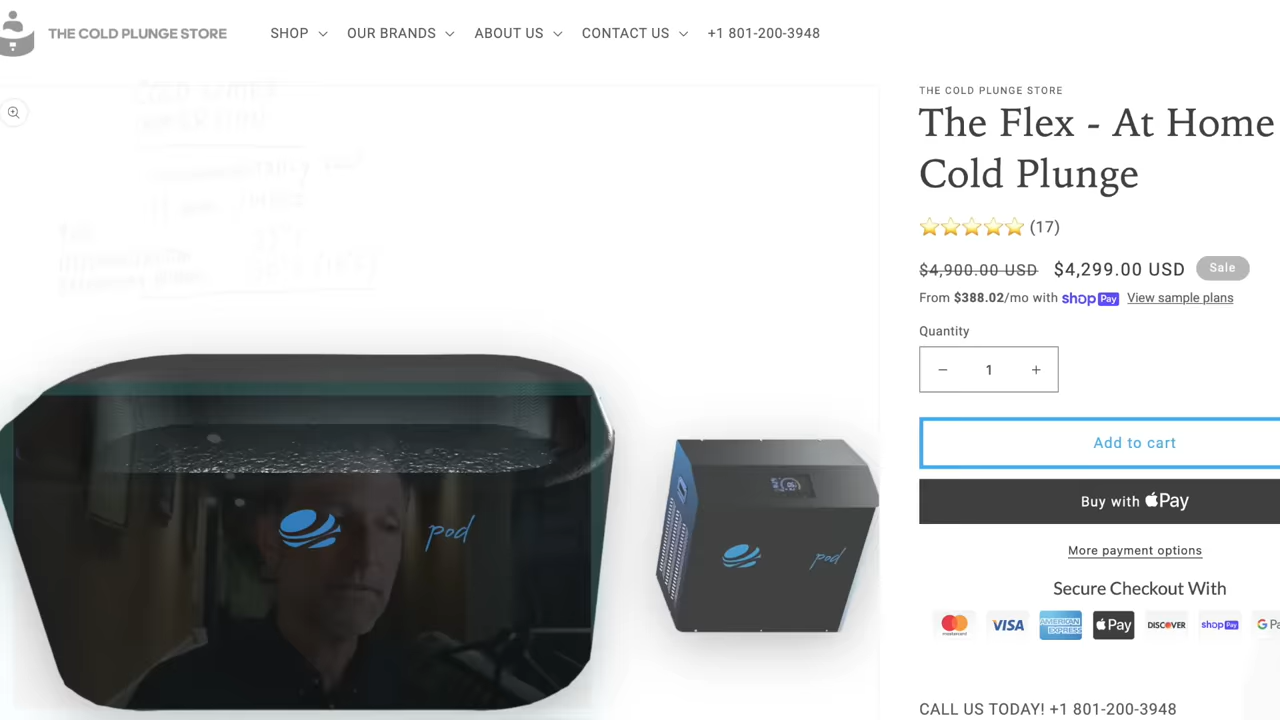 THE COLD PLUNGE STORE
SHOP
OUR BRANDS
ABOUT US
CONTACT US
+1 801-200-3948
THE COLD PLUNGE STORE
The Flex - At Home
Cold Plunge
(17)
$4,900.00 USD $4,299.00 USD Sale
From $388.02/mo with shop Pay View sample plans
Quantity
− 1 +
Add to cart
Buy with Pay
More payment options
Secure Checkout With
mastercard VISA AMERICAN EXPRESS Pay DISCOVER shop Pay G Pa
CALL US TODAY! +1 801-200-3948
pod
pod